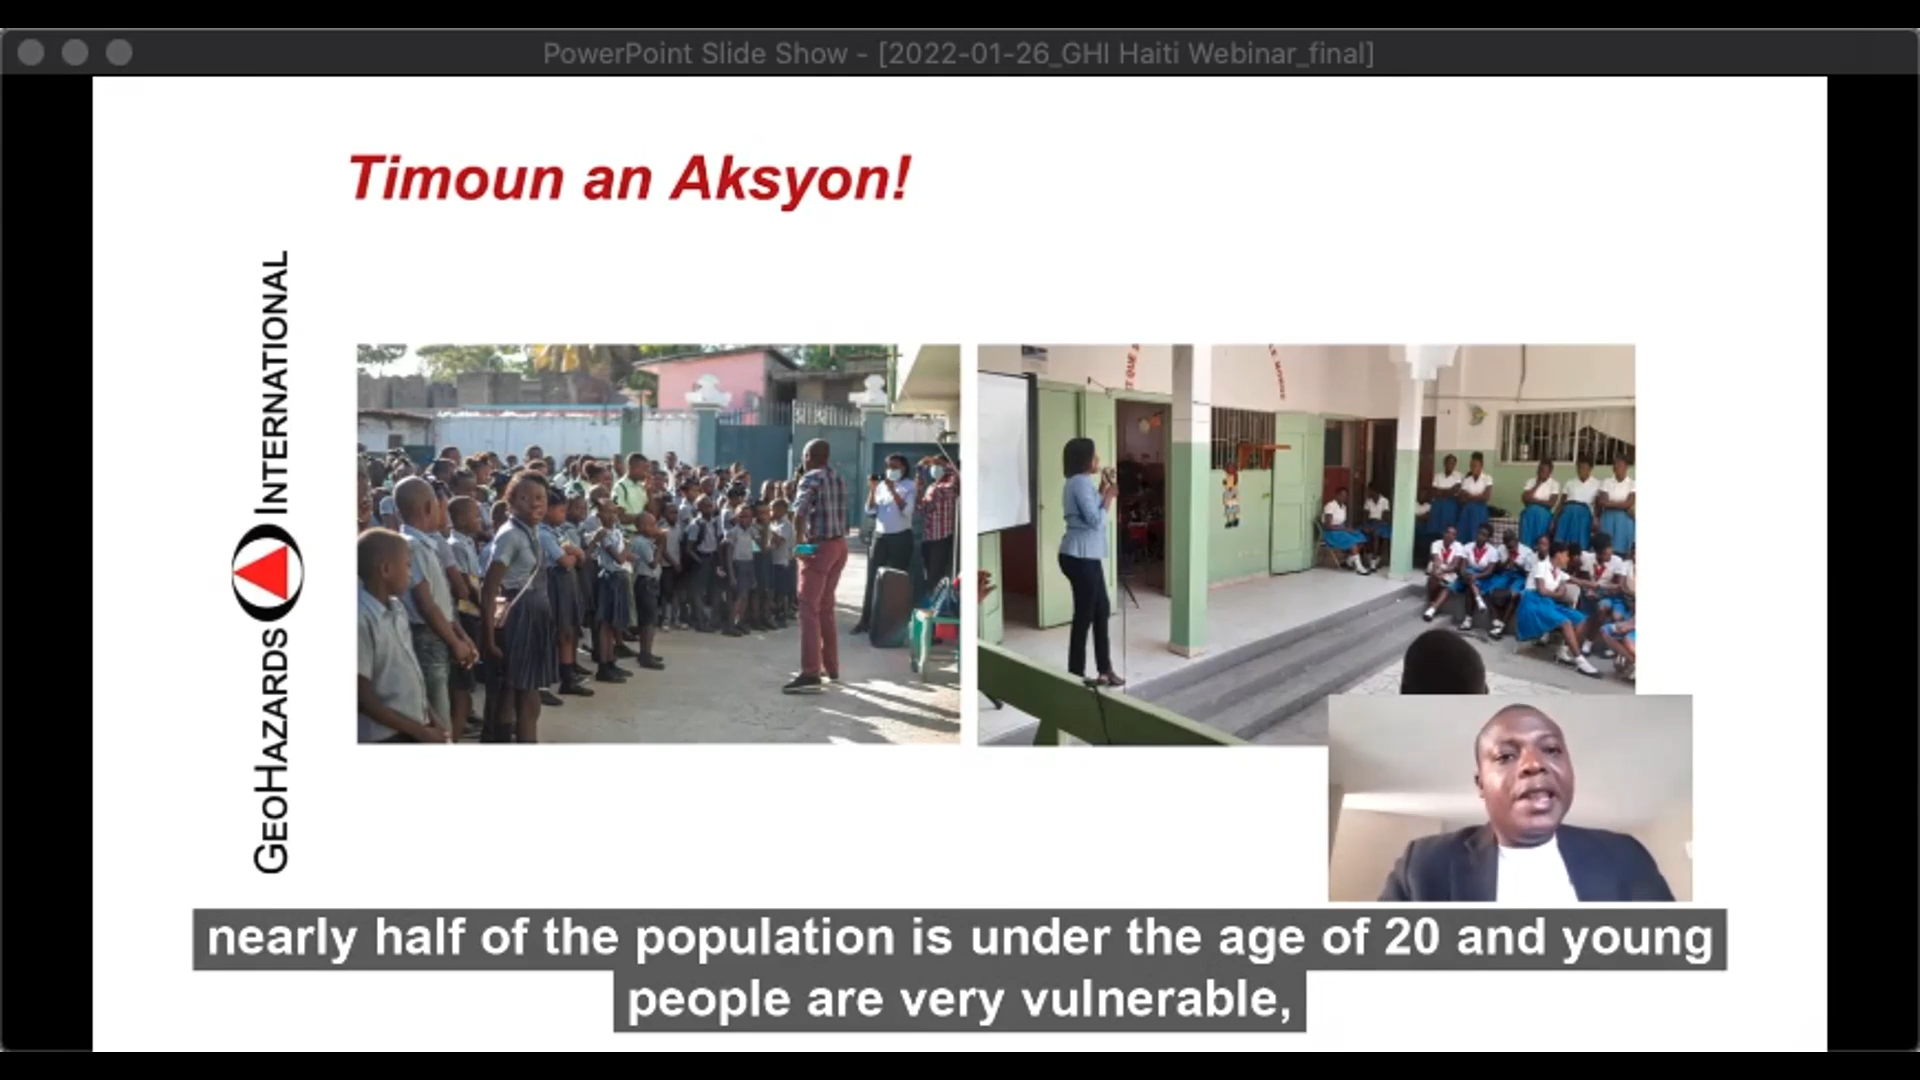 PowerPoint Slide Show - [2022-01-26_GHI Haiti Webinar_final]
Timoun an Aksyon!
GEOHAZARDS INTERNATIONAL
nearly half of the population is under the age of 20 and young
people are very vulnerable,